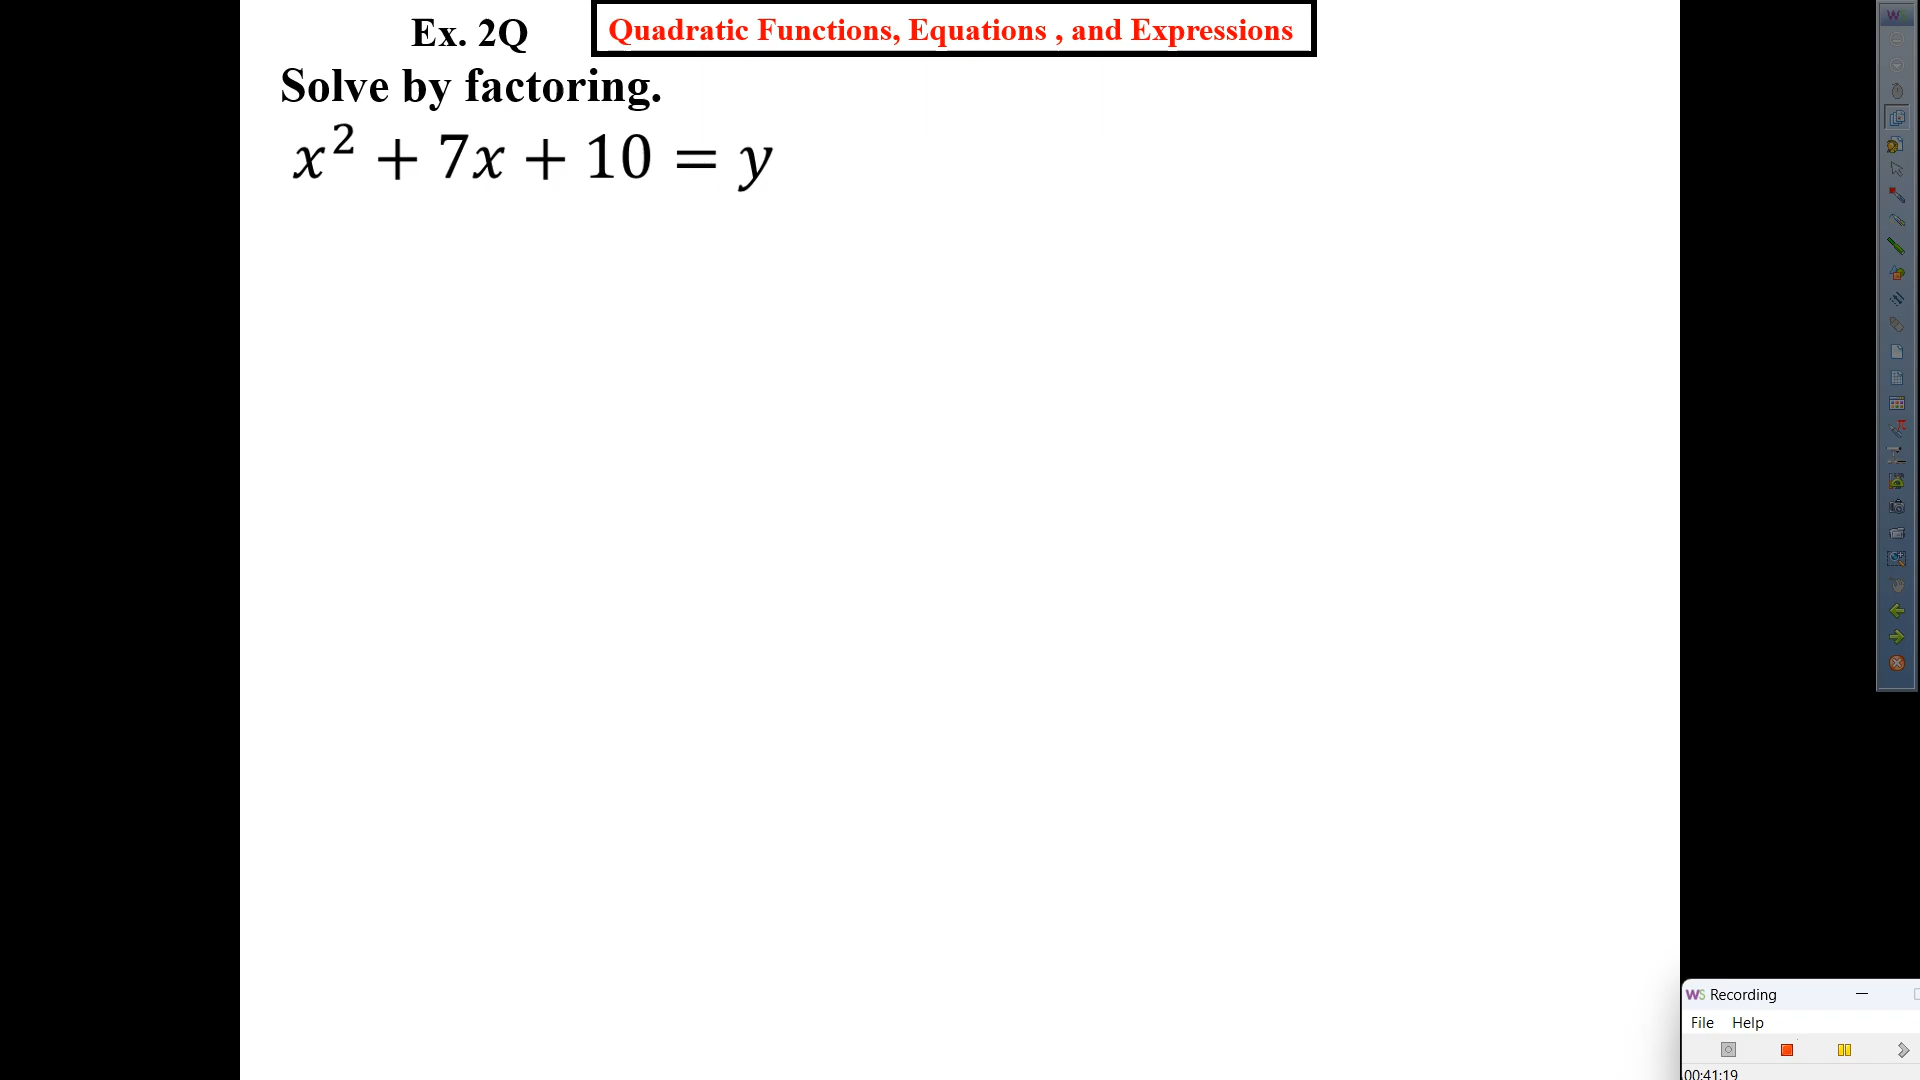 Ex. 2Q
Quadratic Functions, Equations , and Expressions
Solve by factoring.
x² + 7x + 10 = y
WS
WS Recording
File Help
00:41:19